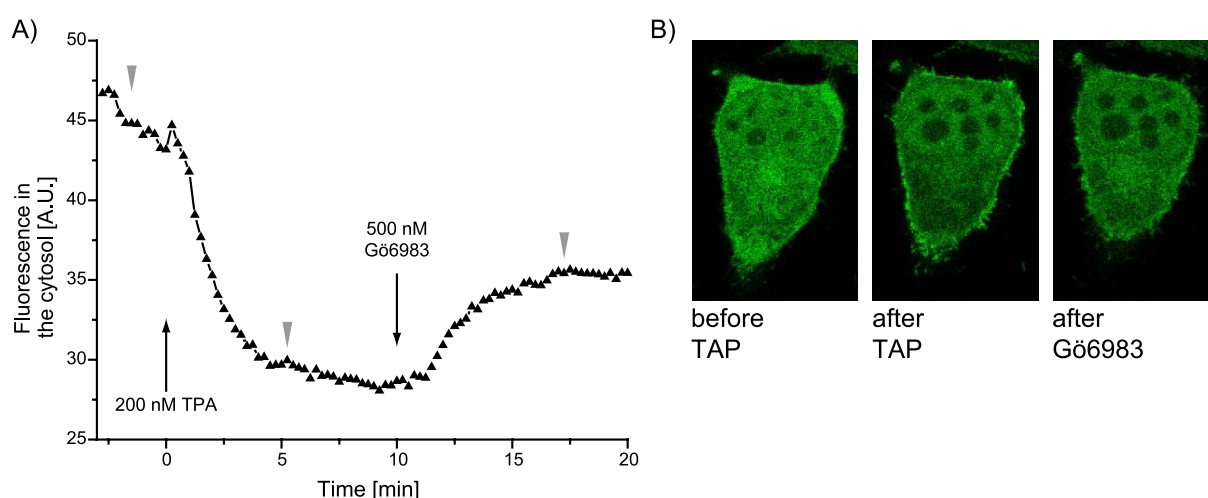 A)
50
45
40
35
30
25
Fluorescence in
the cytosol [A.U.]
200 nM TPA
500 nM
Gö6983
0
5
10
15
20
Time [min]
B)
before
TAP
after
TAP
after
Gö6983